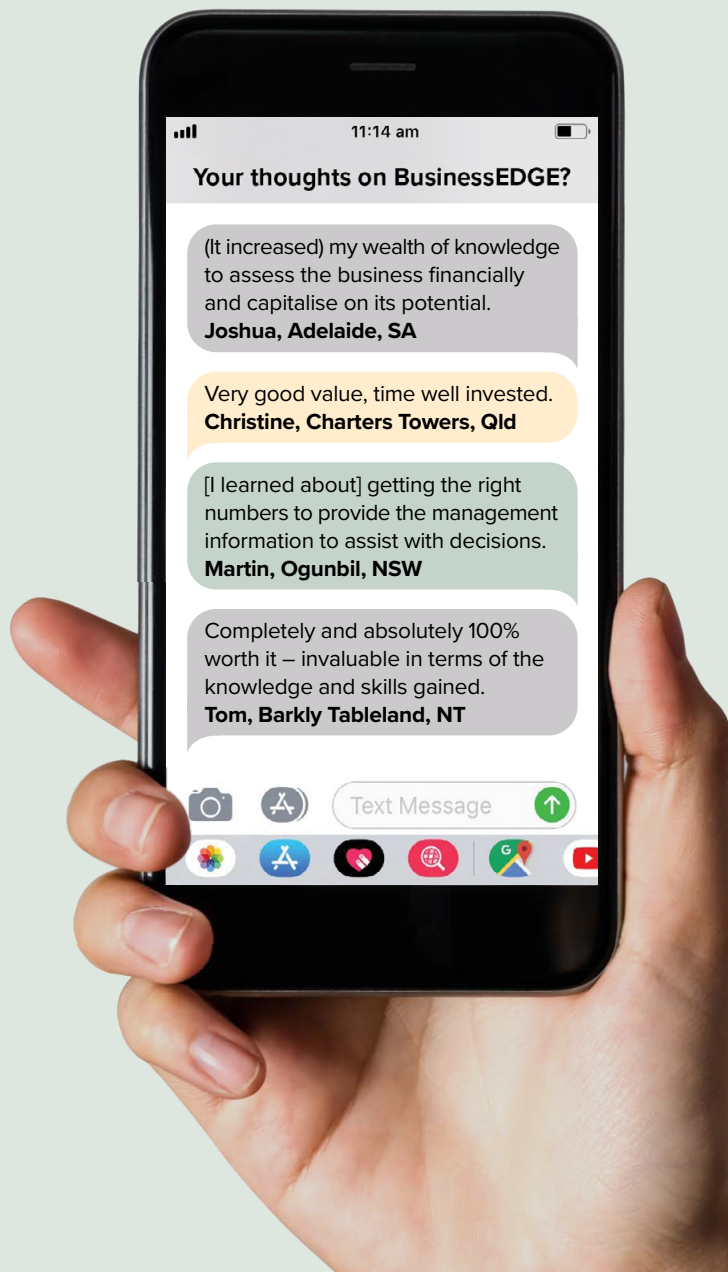 11:14 am
Your thoughts on BusinessEDGE?
(It increased) my wealth of knowledge
to assess the business financially
and capitalise on its potential.
Joshua, Adelaide, SA
Very good value, time well invested.
Christine, Charters Towers, Qld
[I learned about] getting the right
numbers to provide the management
information to assist with decisions.
Martin, Ogunbil, NSW
Completely and absolutely 100%
worth it – invaluable in terms of the
knowledge and skills gained.
Tom, Barkly Tableland, NT
Text Message
G